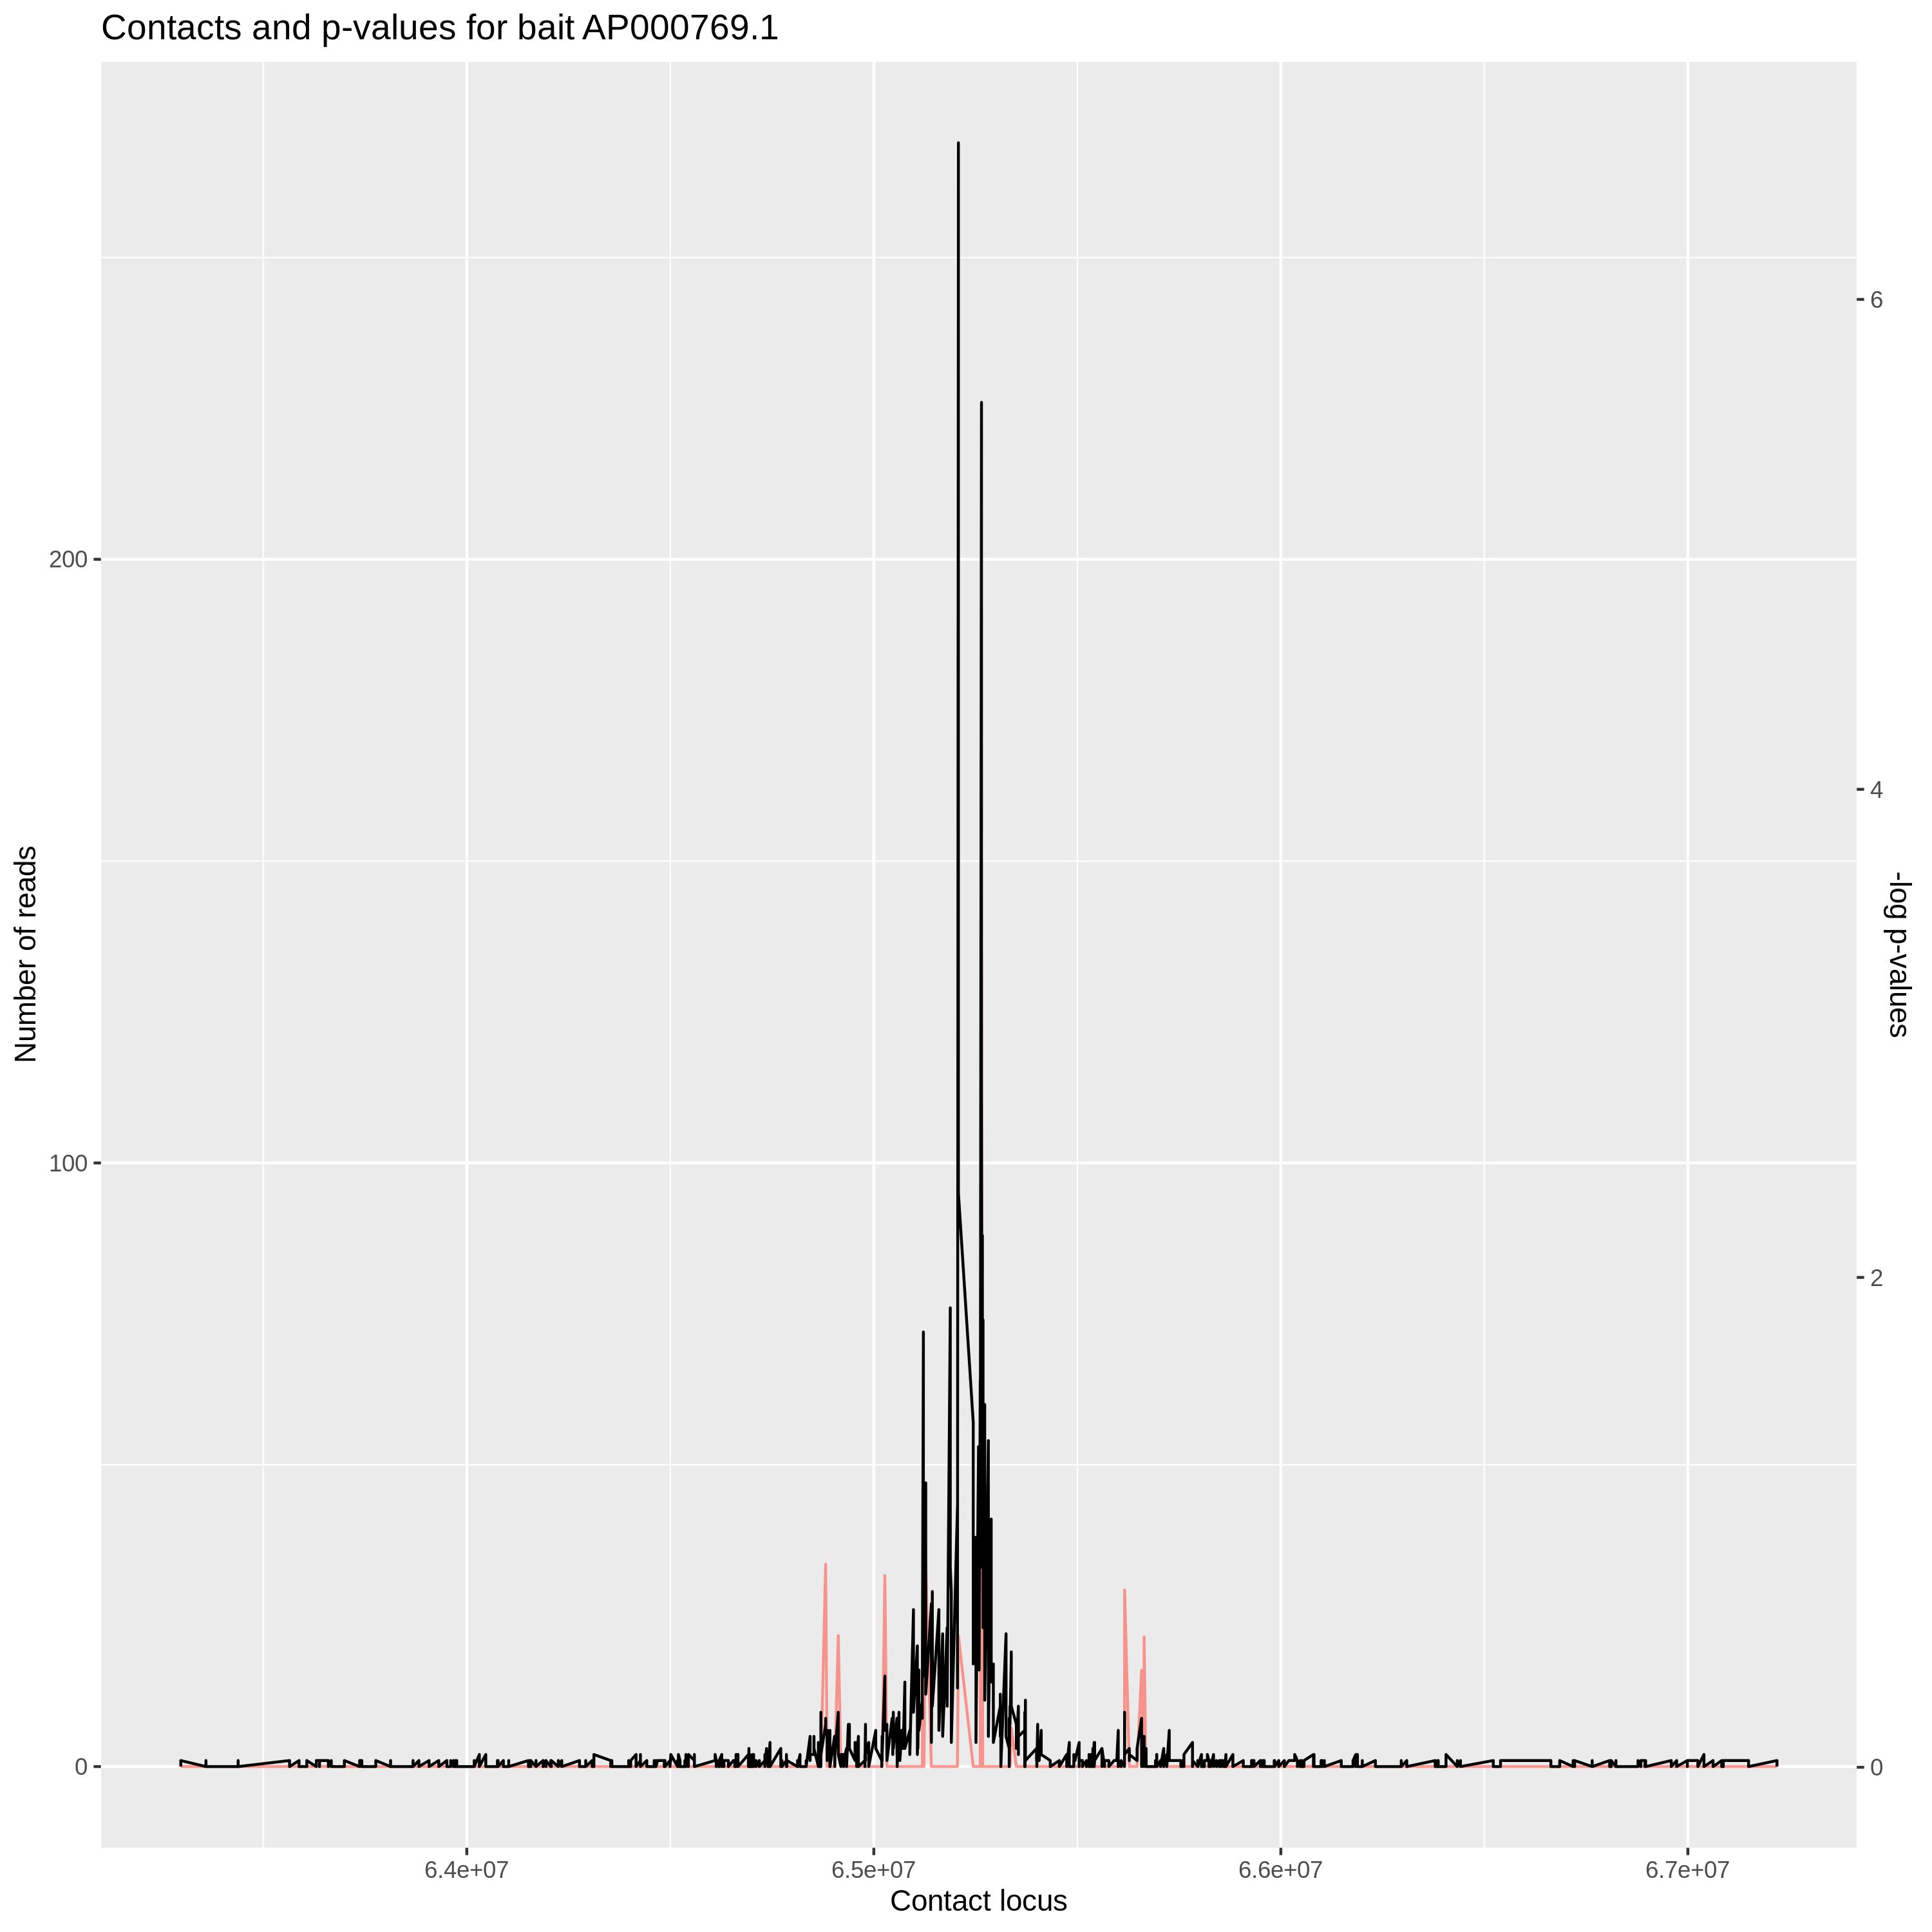 Contacts and p-values for bait AP000769.1
Number of reads
200
100
0
6
4
2
0
-log p-values
6.4e+07
6.5e+07
6.6e+07
6.7e+07
Contact locus